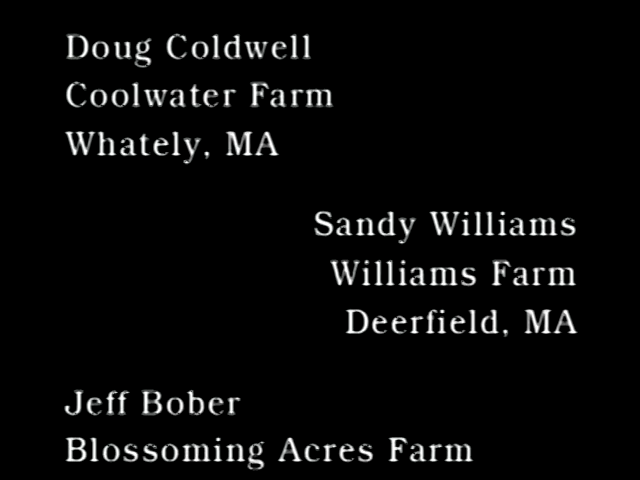 Doug Coldwell
Coolwater Farm
Whately, MA
Sandy Williams
Williams Farm
Deerfield, MA
Jeff Bober
Blossoming Acres Farm